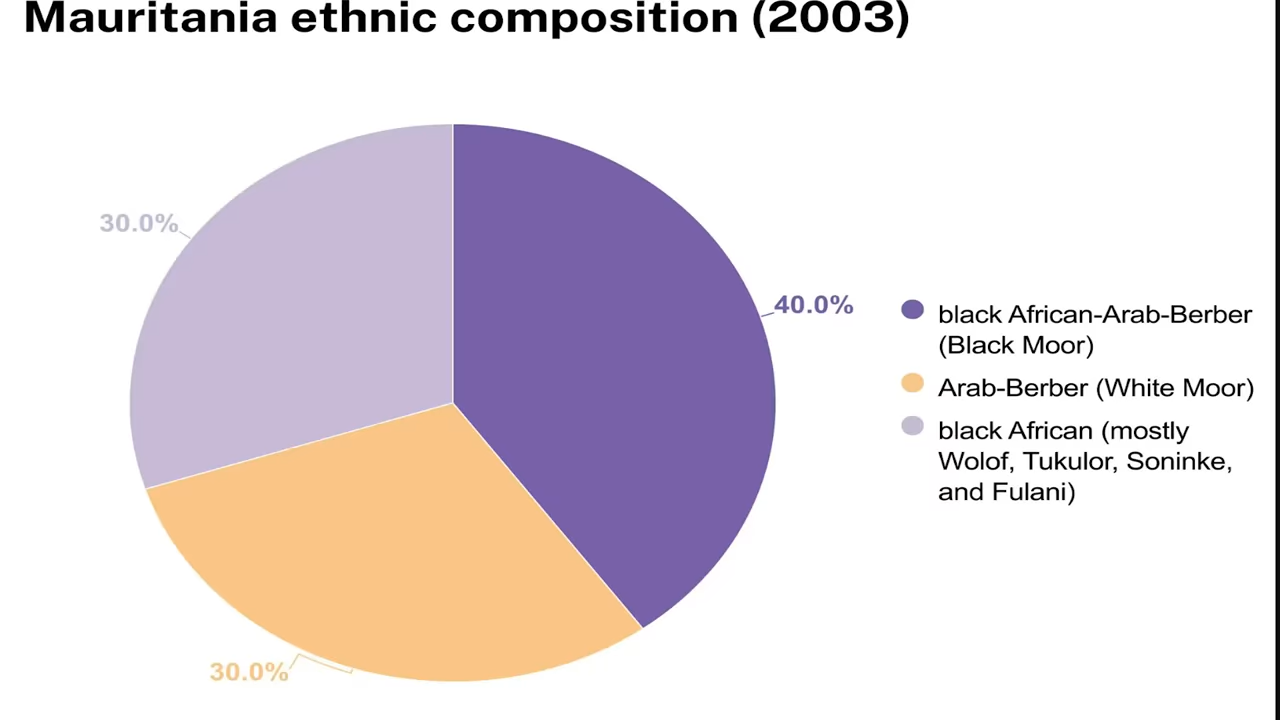 Mauritania ethnic composition (2003)
30.0%
40.0%
30.0%
black African-Arab-Berber
(Black Moor)
Arab-Berber (White Moor)
black African (mostly
Wolof, Tukulor, Soninke,
and Fulani)